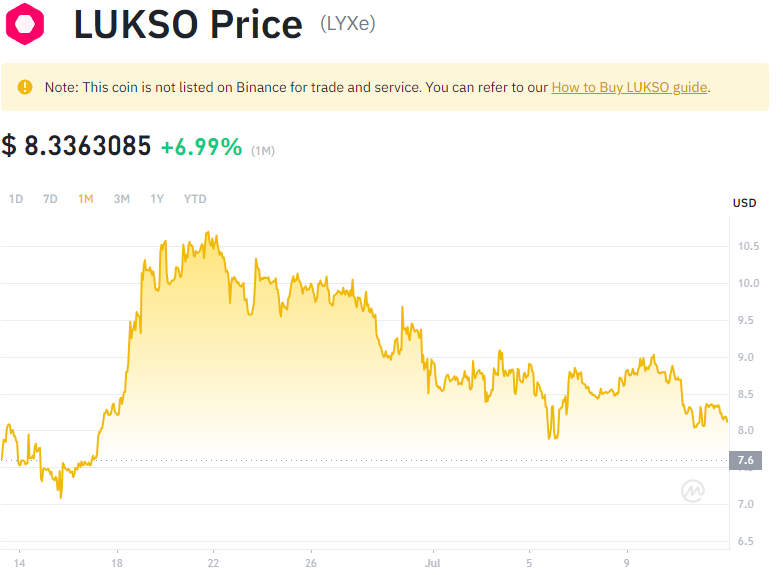 LUKSO Price (LYXe)
Note: This coin is not listed on Binance for trade and service. You can refer to our How to Buy LUKSO guide.
$ 8.3363085 +6.99% (1M)
1D 7D 1M 3M 1Y YTD
USD
10.5
10.0
9.5
9.0
8.5
8.0
7.6
7.0
6.5
14 18 22 26 Jul 5 9